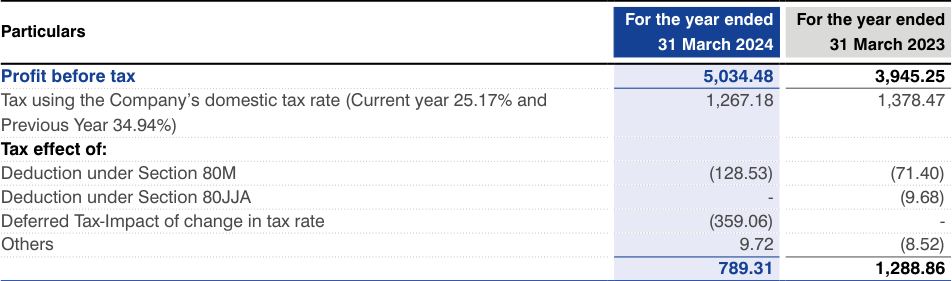 Particulars For the year ended 31 March 2024 For the year ended 31 March 2023
Profit before tax 5,034.48 3,945.25
Tax using the Company’s domestic tax rate (Current year 25.17% and 1,267.18 1,378.47
Previous Year 34.94%)
Tax effect of:
Deduction under Section 80M (128.53) (71.40)
Deduction under Section 80JJA - (9.68)
Deferred Tax-Impact of change in tax rate (359.06) -
Others 9.72 (8.52)
789.31 1,288.86